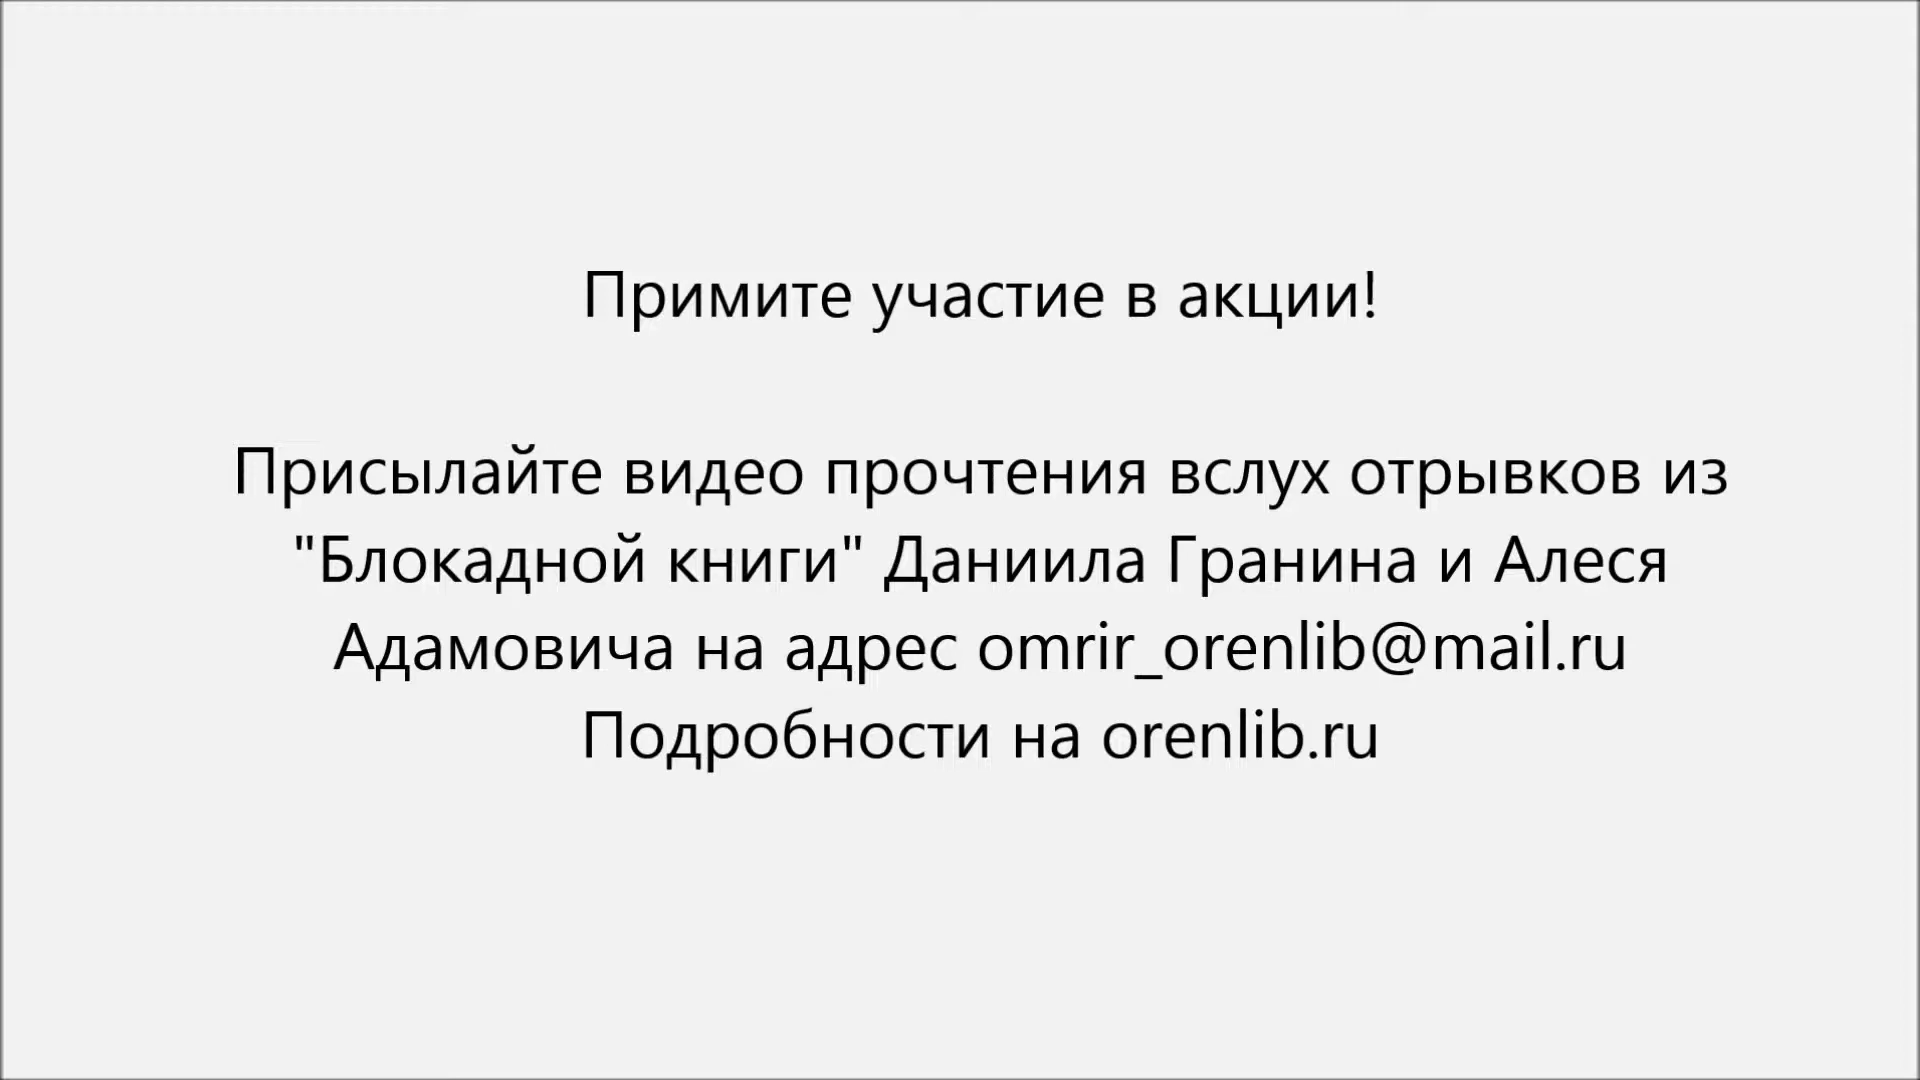 Примите участие в акции!
Присылайте видео прочтения вслух отрывков из
"Блокадной книги" Даниила Гранина и Алеся
Адамовича на адрес omrir_orenlib@mail.ru
Подробности на orenlib.ru